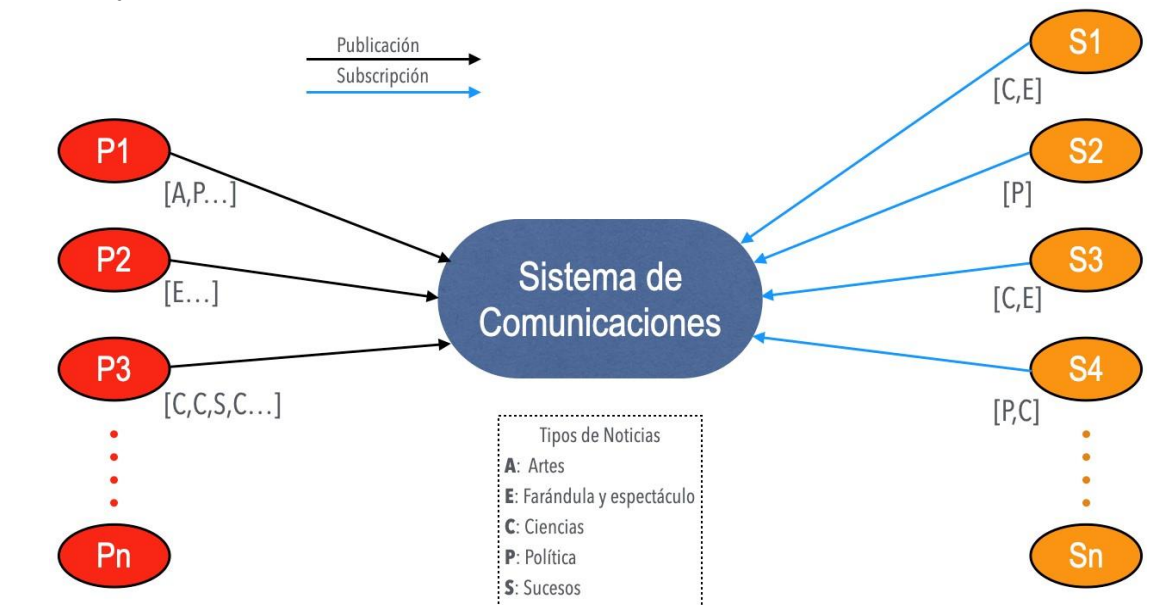 Publicación
Subscripción
P1
[A,P...]
P2
[E...]
P3
[C,C,S,C...]
Pn
Sistema de
Comunicaciones
S1
[C,E]
S2
[P]
S3
[C,E]
S4
[P,C]
Sn
Tipos de Noticias
A: Artes
E: Farándula y espectáculo
C: Ciencias
P: Política
S: Sucesos